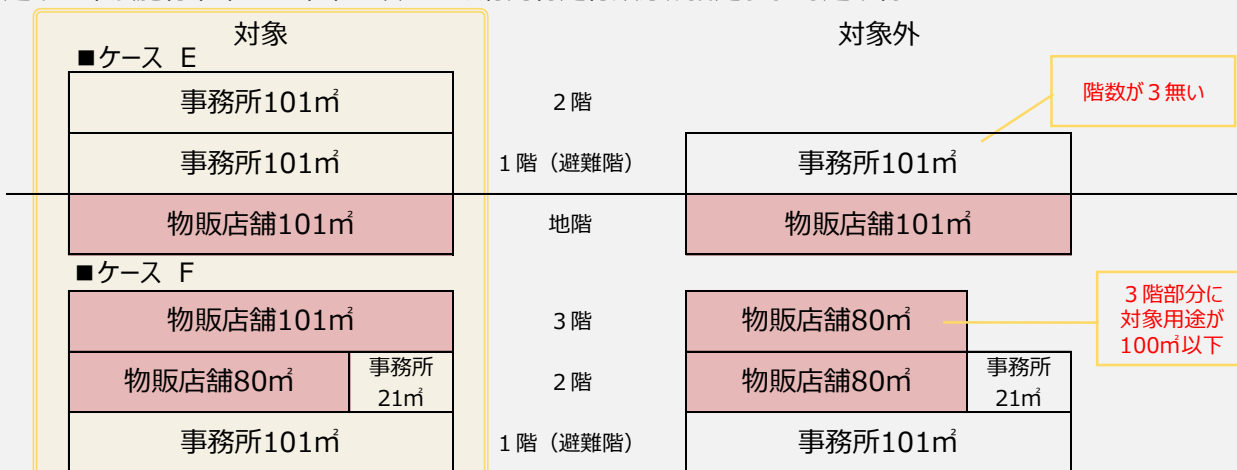 対象
対象外
■ケース E
事務所101㎡
2階
階数が3無い
事務所101㎡
1階（避難階）
事務所101㎡
物販店舗101㎡
地階
物販店舗101㎡
■ケース F
物販店舗101㎡
3階
物販店舗80㎡
3階部分に
対象用途が
100㎡以下
物販店舗80㎡
事務所
21㎡
2階
物販店舗80㎡
事務所
21㎡
事務所101㎡
1階（避難階）
事務所101㎡